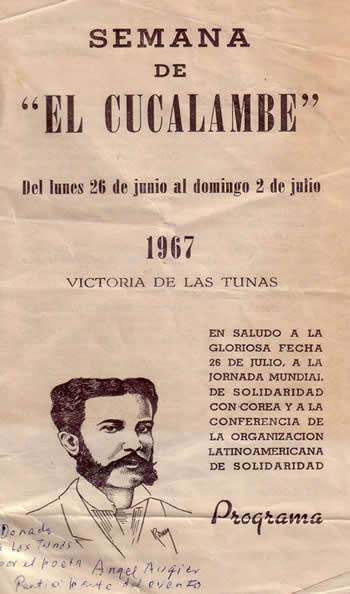 SEMANA
DE
"EL CUCALAMBE"
Del lunes 26 de junio al domingo 2 de julio
1967
VICTORIA DE LAS TUNAS
EN SALUDO A LA
GLORIOSA FECHA
26 DE JULIO, A LA
JORNADA MUNDIAL
DE SOLIDARIDAD
CON COREA Y A LA
CONFERENCIA DE
LA ORGANIZACION
LATINOAMERICANA
DE SOLIDARIDAD
Programa
Donado
a Las Tunas
por el poeta Angel Augier
Participante del evento.